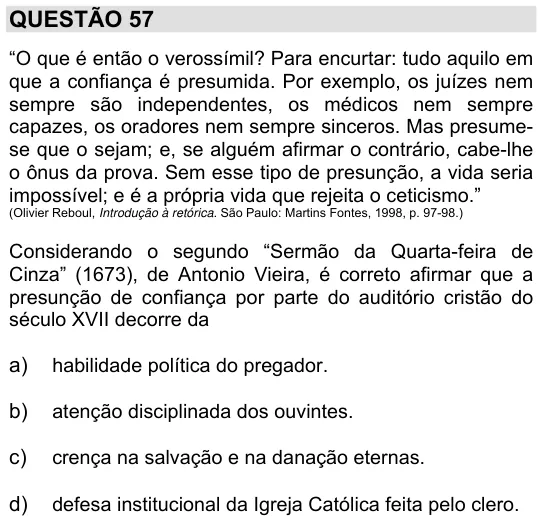 QUESTÃO 57
“O que é então o verossímil? Para encurtar: tudo aquilo em
que a confiança é presumida. Por exemplo, os juízes nem
sempre são independentes, os médicos nem sempre
capazes, os oradores nem sempre sinceros. Mas presume-
se que o sejam; e, se alguém afirmar o contrário, cabe-lhe
o ônus da prova. Sem esse tipo de presunção, a vida seria
impossível; e é a própria vida que rejeita o ceticismo.”
(Olivier Reboul, Introdução à retórica. São Paulo: Martins Fontes, 1998, p. 97-98.)
Considerando o segundo “Sermão da Quarta-feira de
Cinza” (1673), de Antonio Vieira, é correto afirmar que a
presunção de confiança por parte do auditório cristão do
século XVII decorre da
a) habilidade política do pregador.
b) atenção disciplinada dos ouvintes.
c) crença na salvação e na danação eternas.
d) defesa institucional da Igreja Católica feita pelo clero.